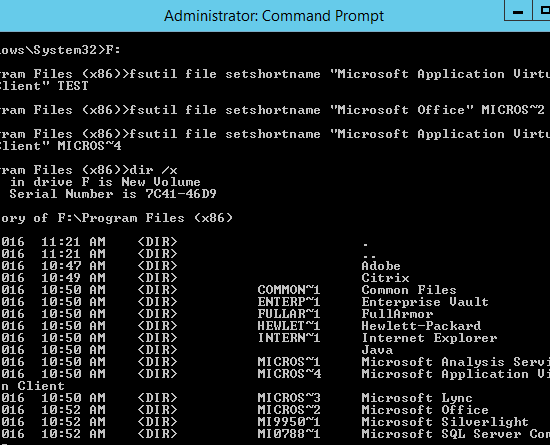 Administrator: Command Prompt
ows\System32>F:
ram Files (x86)>fsutil file setshortname "Microsoft Application Virtu
Client" TEST
ram Files (x86)>fsutil file setshortname "Microsoft Office" MICROS~2
ram Files (x86)>fsutil file setshortname "Microsoft Application Virtu
Client" MICROS~4
ram Files (x86)>dir /x
in drive F is New Volume
Serial Number is 7C41-46D9
ory of F:\Program Files (x86)
016 11:21 AM <DIR> .
016 11:21 AM <DIR> ..
016 10:47 AM <DIR> Adobe
016 10:49 AM <DIR> Citrix
016 10:50 AM <DIR> COMMON~1 Common Files
016 10:50 AM <DIR> ENTERP~1 Enterprise Vault
016 10:50 AM <DIR> FULLAR~1 FullArmor
016 10:50 AM <DIR> HEWLET~1 Hewlett-Packard
016 10:50 AM <DIR> INTERN~1 Internet Explorer
016 10:50 AM <DIR> Java
016 10:50 AM <DIR> MICROS~1 Microsoft Analysis Servi
016 10:50 AM <DIR> MICROS~4 Microsoft Application Vi
n Client
016 10:50 AM <DIR> MICROS~3 Microsoft Lync
016 10:52 AM <DIR> MICROS~2 Microsoft Office
016 10:52 AM <DIR> MI9950~1 Microsoft Silverlight
016 10:52 AM <DIR> MI0788~1 Microsoft SQL Server Com